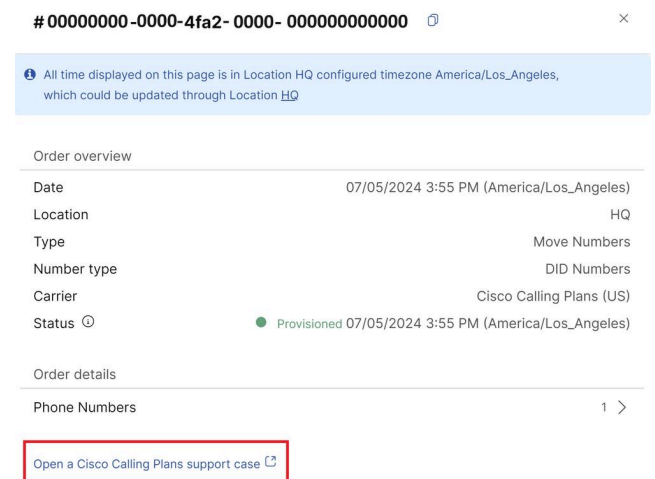 #00000000-0000-4fa2-0000-000000000000
All time displayed on this page is in Location HQ configured timezone America/Los_Angeles,
which could be updated through Location HQ
Order overview
Date 07/05/2024 3:55 PM (America/Los_Angeles)
Location HQ
Type Move Numbers
Number type DID Numbers
Carrier Cisco Calling Plans (US)
Status Provisioned 07/05/2024 3:55 PM (America/Los_Angeles)
Order details
Phone Numbers 1
Open a Cisco Calling Plans support case